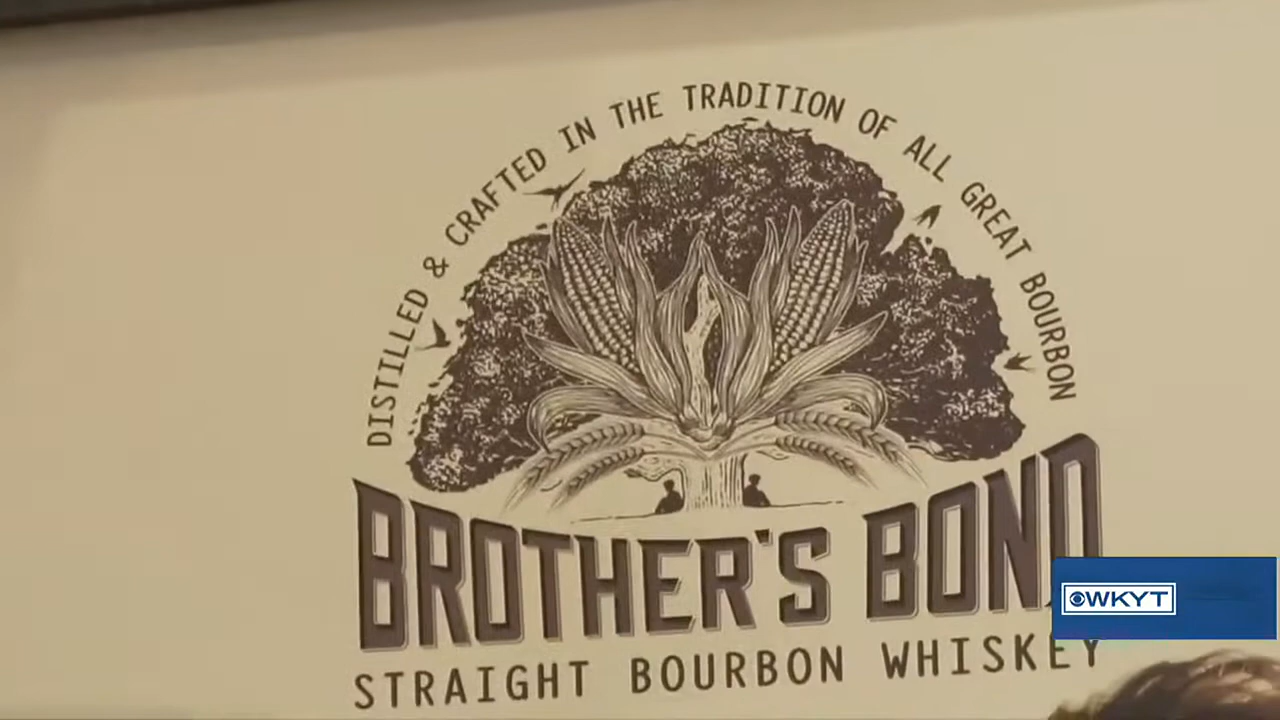 DISTILLED & CRAFTED IN THE TRADITION OF ALL GREAT BOURBON
BROTHER'S BOND
STRAIGHT BOURBON WHISKEY
WKYT